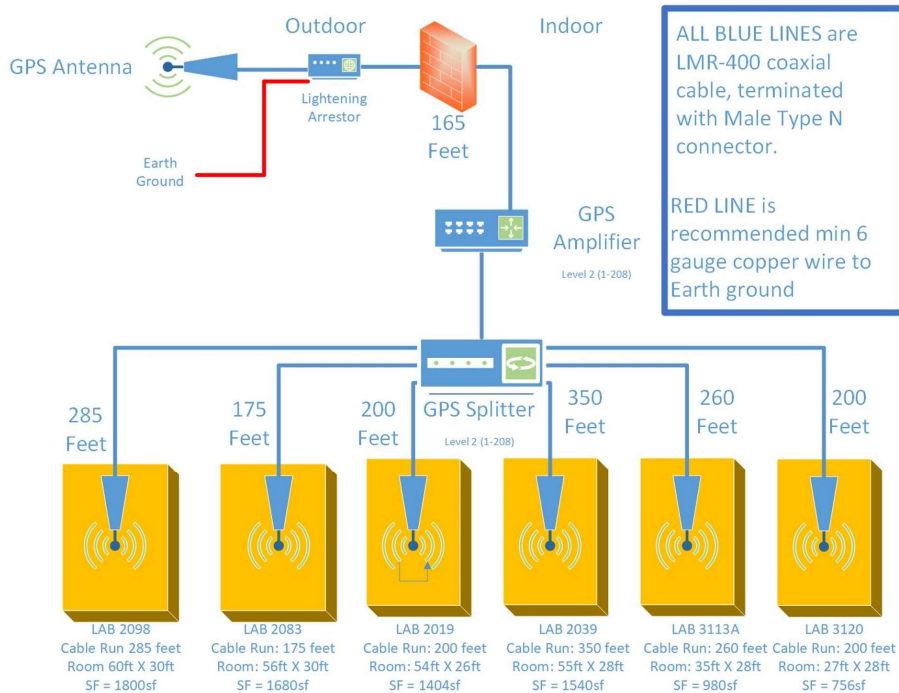 Outdoor
Indoor
GPS Antenna
Lightening
Arrestor
165
Feet
Earth
Ground
ALL BLUE LINES are
LMR-400 coaxial
cable, terminated
with Male Type N
connector.
RED LINE is
recommended min 6
gauge copper wire to
Earth ground
GPS
Amplifier
Level 2 (1-208)
GPS Splitter
Level 2 (1-208)
285
Feet
175
Feet
200
Feet
350
Feet
260
Feet
200
Feet
LAB 2098
Cable Run 285 feet
Room 60ft X 30ft
SF = 1800sf
LAB 2083
Cable Run: 175 feet
Room: 56ft X 30ft
SF = 1680sf
LAB 2019
Cable Run: 200 feet
Room: 54ft X 26ft
SF = 1404sf
LAB 2039
Cable Run: 350 feet
Room: 55ft X 28ft
SF = 1540sf
LAB 3113A
Cable Run: 260 feet
Room: 35ft X 28ft
SF = 980sf
LAB 3120
Cable Run: 200 feet
Room: 27ft X 28ft
SF = 756sf